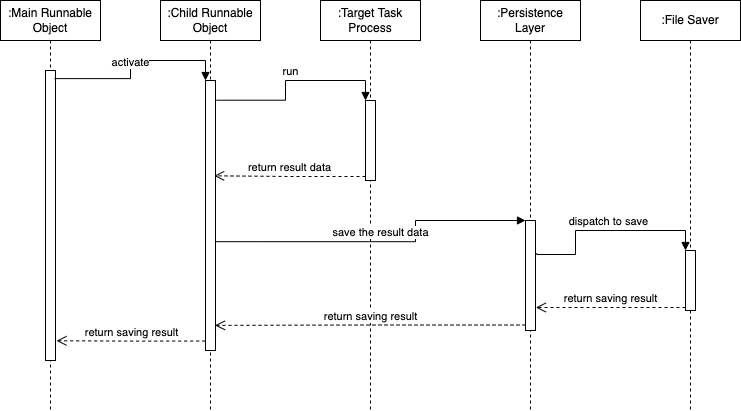 :Main Runnable
Object
:Child Runnable
Object
:Target Task
Process
:Persistence
Layer
:File Saver
activate
run
return result data
dispatch to save
save the result data
return saving result
return saving result
return saving result